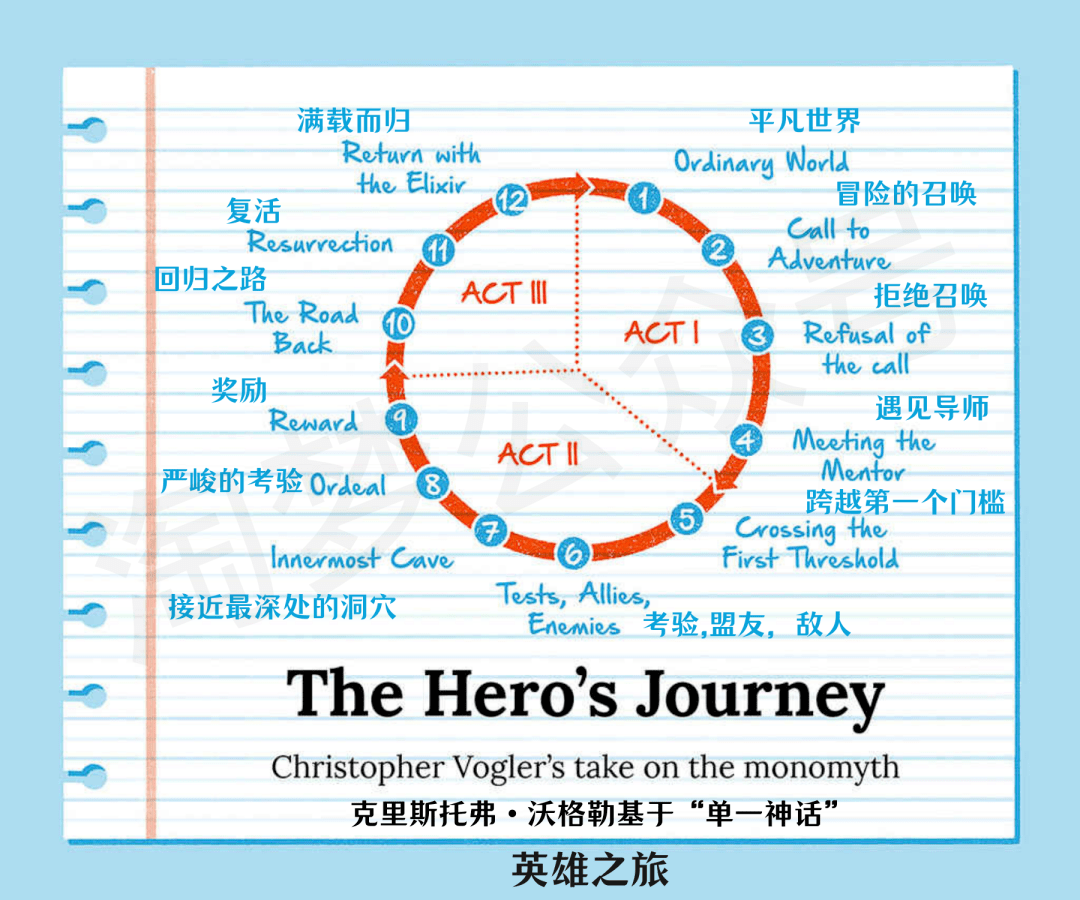 满载而归
Return with
the Elixir
平凡世界
Ordinary World
冒险的召唤
Call to
Adventure
复活
Resurrection
回归之路
The Road
Back
拒绝召唤
Refusal of
the call
奖励
Reward
遇见导师
Meeting the
Mentor
严峻的考验
Ordeal
跨越第一个门槛
Crossing the
First Threshold
Innermost Cave
接近最深处的洞穴
Tests, Allies,
Enemies
考验,盟友，敌人
12
1
11
2
10
3
9
4
8
5
7
6
ACT III
ACT I
ACT II
淘梦公众号
The Hero's Journey
Christopher Vogler's take on the monomyth
克里斯托弗·沃格勒基于“单一神话”
英雄之旅